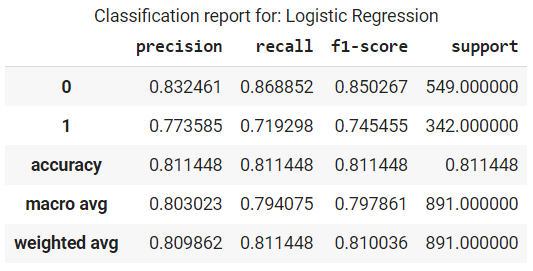 Classification report for: Logistic Regression
precision recall f1-score support
0 0.832461 0.868852 0.850267 549.000000
1 0.773585 0.719298 0.745455 342.000000
accuracy 0.811448 0.811448 0.811448 0.811448
macro avg 0.803023 0.794075 0.797861 891.000000
weighted avg 0.809862 0.811448 0.810036 891.000000